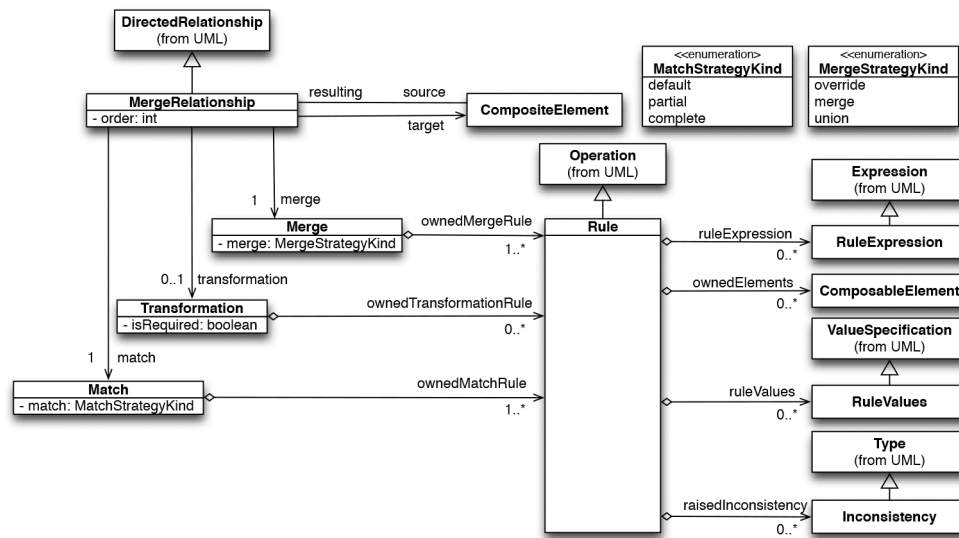 DirectedRelationship
(from UML)
MergeRelationship
- order: int
resulting
source
target
CompositeElement
<<enumeration>>
MatchStrategyKind
default
partial
complete
<<enumeration>>
MergeStrategyKind
override
merge
union
Operation
(from UML)
Expression
(from UML)
1
merge
Merge
- merge: MergeStrategyKind
ownedMergeRule
1..*
Rule
ruleExpression
0..*
RuleExpression
0..1
transformation
Transformation
- isRequired: boolean
ownedTransformationRule
0..*
ownedElements
0..*
ComposableElement
ValueSpecification
(from UML)
1
match
Match
- match: MatchStrategyKind
ownedMatchRule
1..*
ruleValues
0..*
RuleValues
Type
(from UML)
raisedInconsistency
0..*
Inconsistency